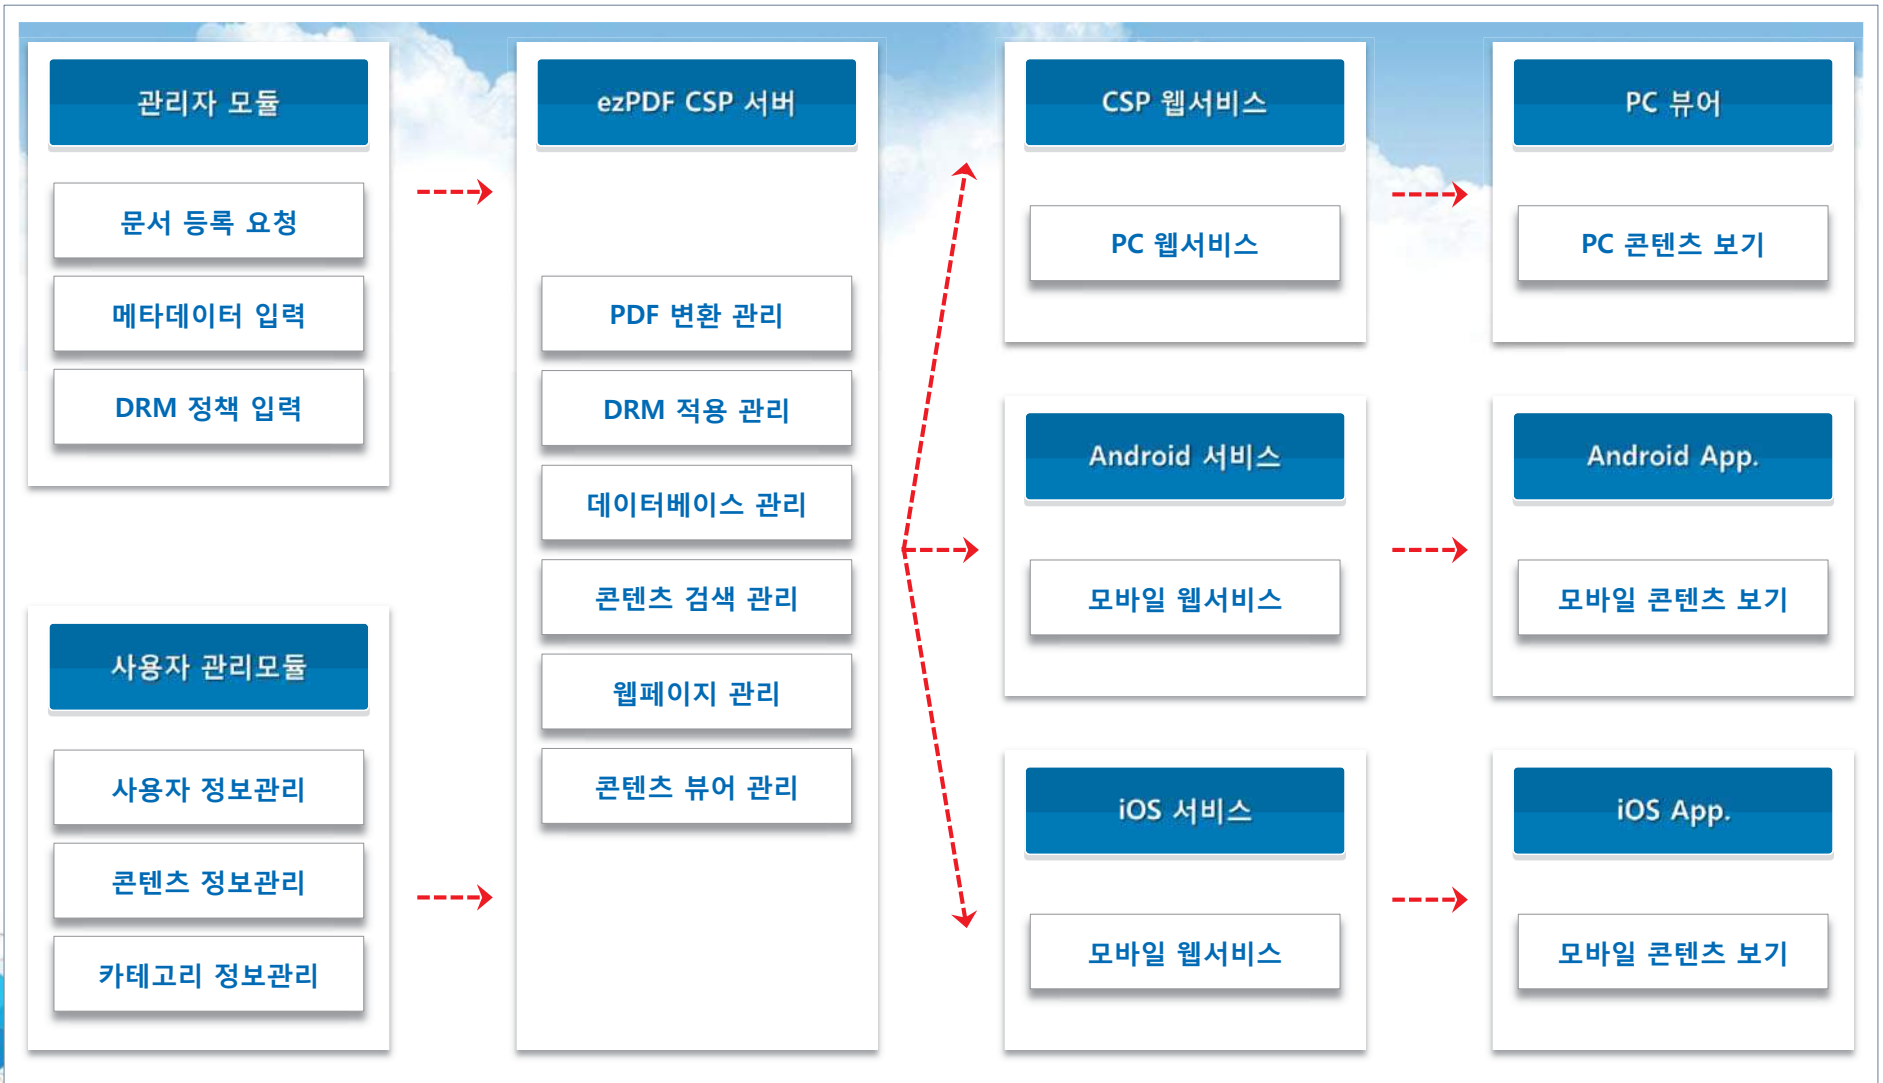 관리자 모듈
문서 등록 요청
메타데이터 입력
DRM 정책 입력
사용자 관리모듈
사용자 정보관리
콘텐츠 정보관리
카테고리 정보관리
ezPDF CSP 서버
PDF 변환 관리
DRM 적용 관리
데이터베이스 관리
콘텐츠 검색 관리
웹페이지 관리
콘텐츠 뷰어 관리
CSP 웹서비스
PC 웹서비스
Android 서비스
모바일 웹서비스
iOS 서비스
모바일 웹서비스
PC 뷰어
PC 콘텐츠 보기
Android App.
모바일 콘텐츠 보기
iOS App.
모바일 콘텐츠 보기